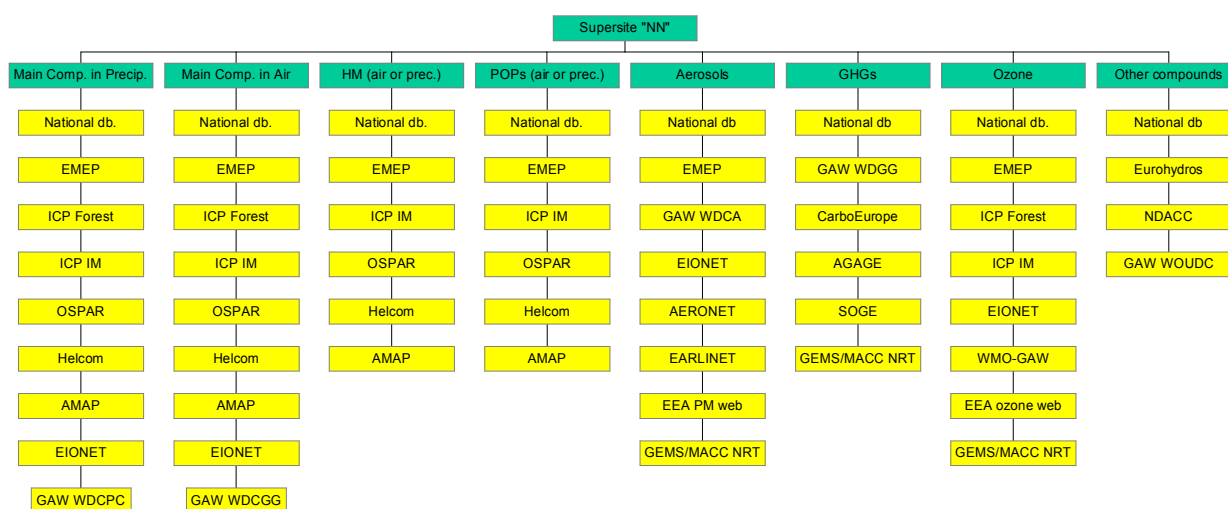 Supersite "NN"
Main Comp. in Precip.
National db.
EMEP
ICP Forest
ICP IM
OSPAR
Helcom
AMAP
EIONET
GAW WDCPC
Main Comp. in Air
National db.
EMEP
ICP Forest
ICP IM
OSPAR
Helcom
AMAP
EIONET
GAW WDCGG
HM (air or prec.)
National db.
EMEP
ICP IM
OSPAR
Helcom
AMAP
POPs (air or prec.)
National db.
EMEP
ICP IM
OSPAR
Helcom
AMAP
Aerosols
National db
EMEP
GAW WDCA
EIONET
AERONET
EARLINET
EEA PM web
GEMS/MACC NRT
GHGs
National db
GAW WDGG
CarboEurope
AGAGE
SOGE
GEMS/MACC NRT
Ozone
National db.
EMEP
ICP Forest
ICP IM
EIONET
WMO-GAW
EEA ozone web
GEMS/MACC NRT
Other compounds
National db
Eurohydros
NDACC
GAW WOUDC